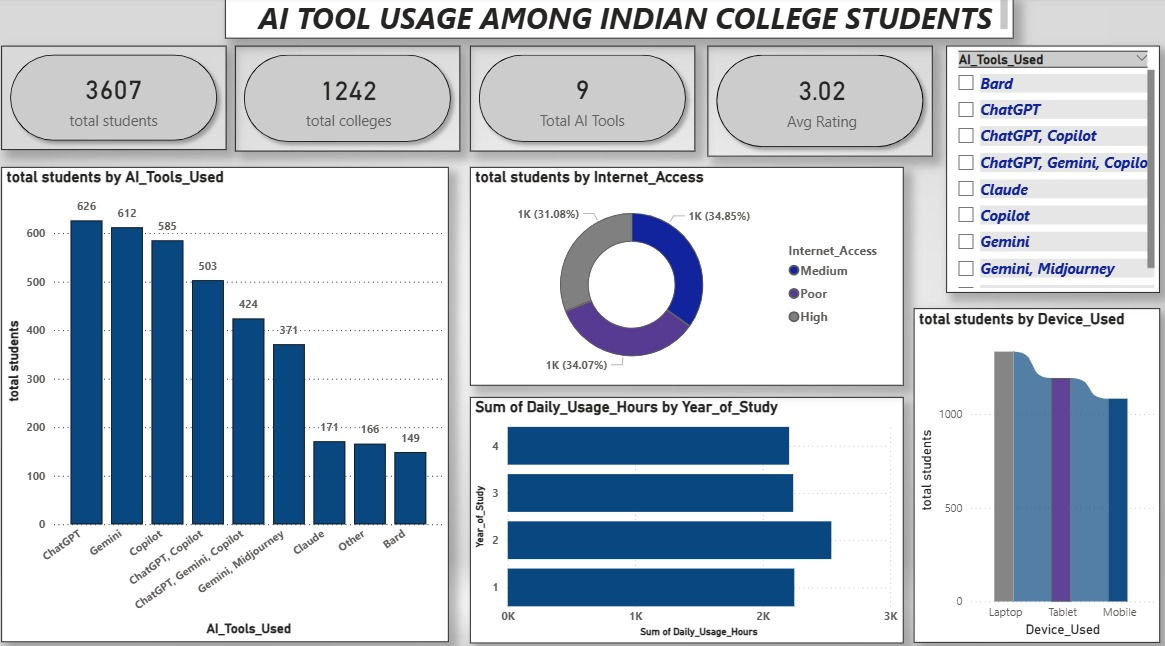 AI TOOL USAGE AMONG INDIAN COLLEGE STUDENTS
3607
total students
1242
total colleges
9
Total AI Tools
3.02
Avg Rating
AI_Tools_Used
Bard
ChatGPT
ChatGPT, Copilot
ChatGPT, Gemini, Copilo
Claude
Copilot
Gemini
Gemini, Midjourney
total students by AI_Tools_Used
total students
600
500
400
300
200
100
0
626
612
585
503
424
371
171
166
149
ChatGPT
Gemini
Copilot
ChatGPT, Copilot
ChatGPT, Gemini, Copilot
Gemini, Midjourney
Claude
Other
Bard
AI_Tools_Used
total students by Internet_Access
1K (31.08%)
1K (34.85%)
1K (34.07%)
Internet_Access
Medium
Poor
High
Sum of Daily_Usage_Hours by Year_of_Study
Year_of_Study
4
3
2
1
0K
1K
2K
3K
Sum of Daily_Usage_Hours
total students by Device_Used
total students
1000
500
0
Laptop
Tablet
Mobile
Device_Used